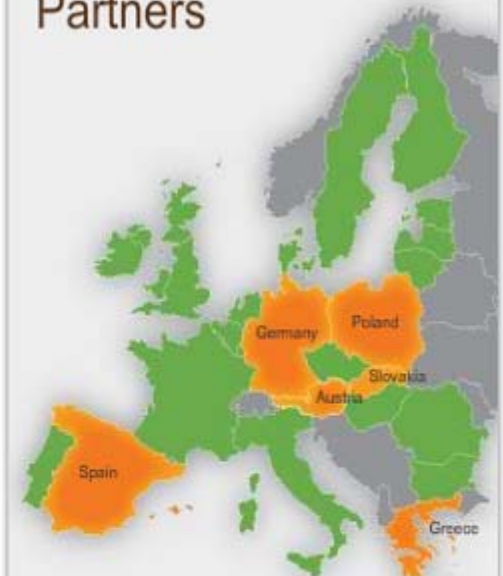 Partners
Germany
Poland
Slovakia
Austria
Spain
Greece